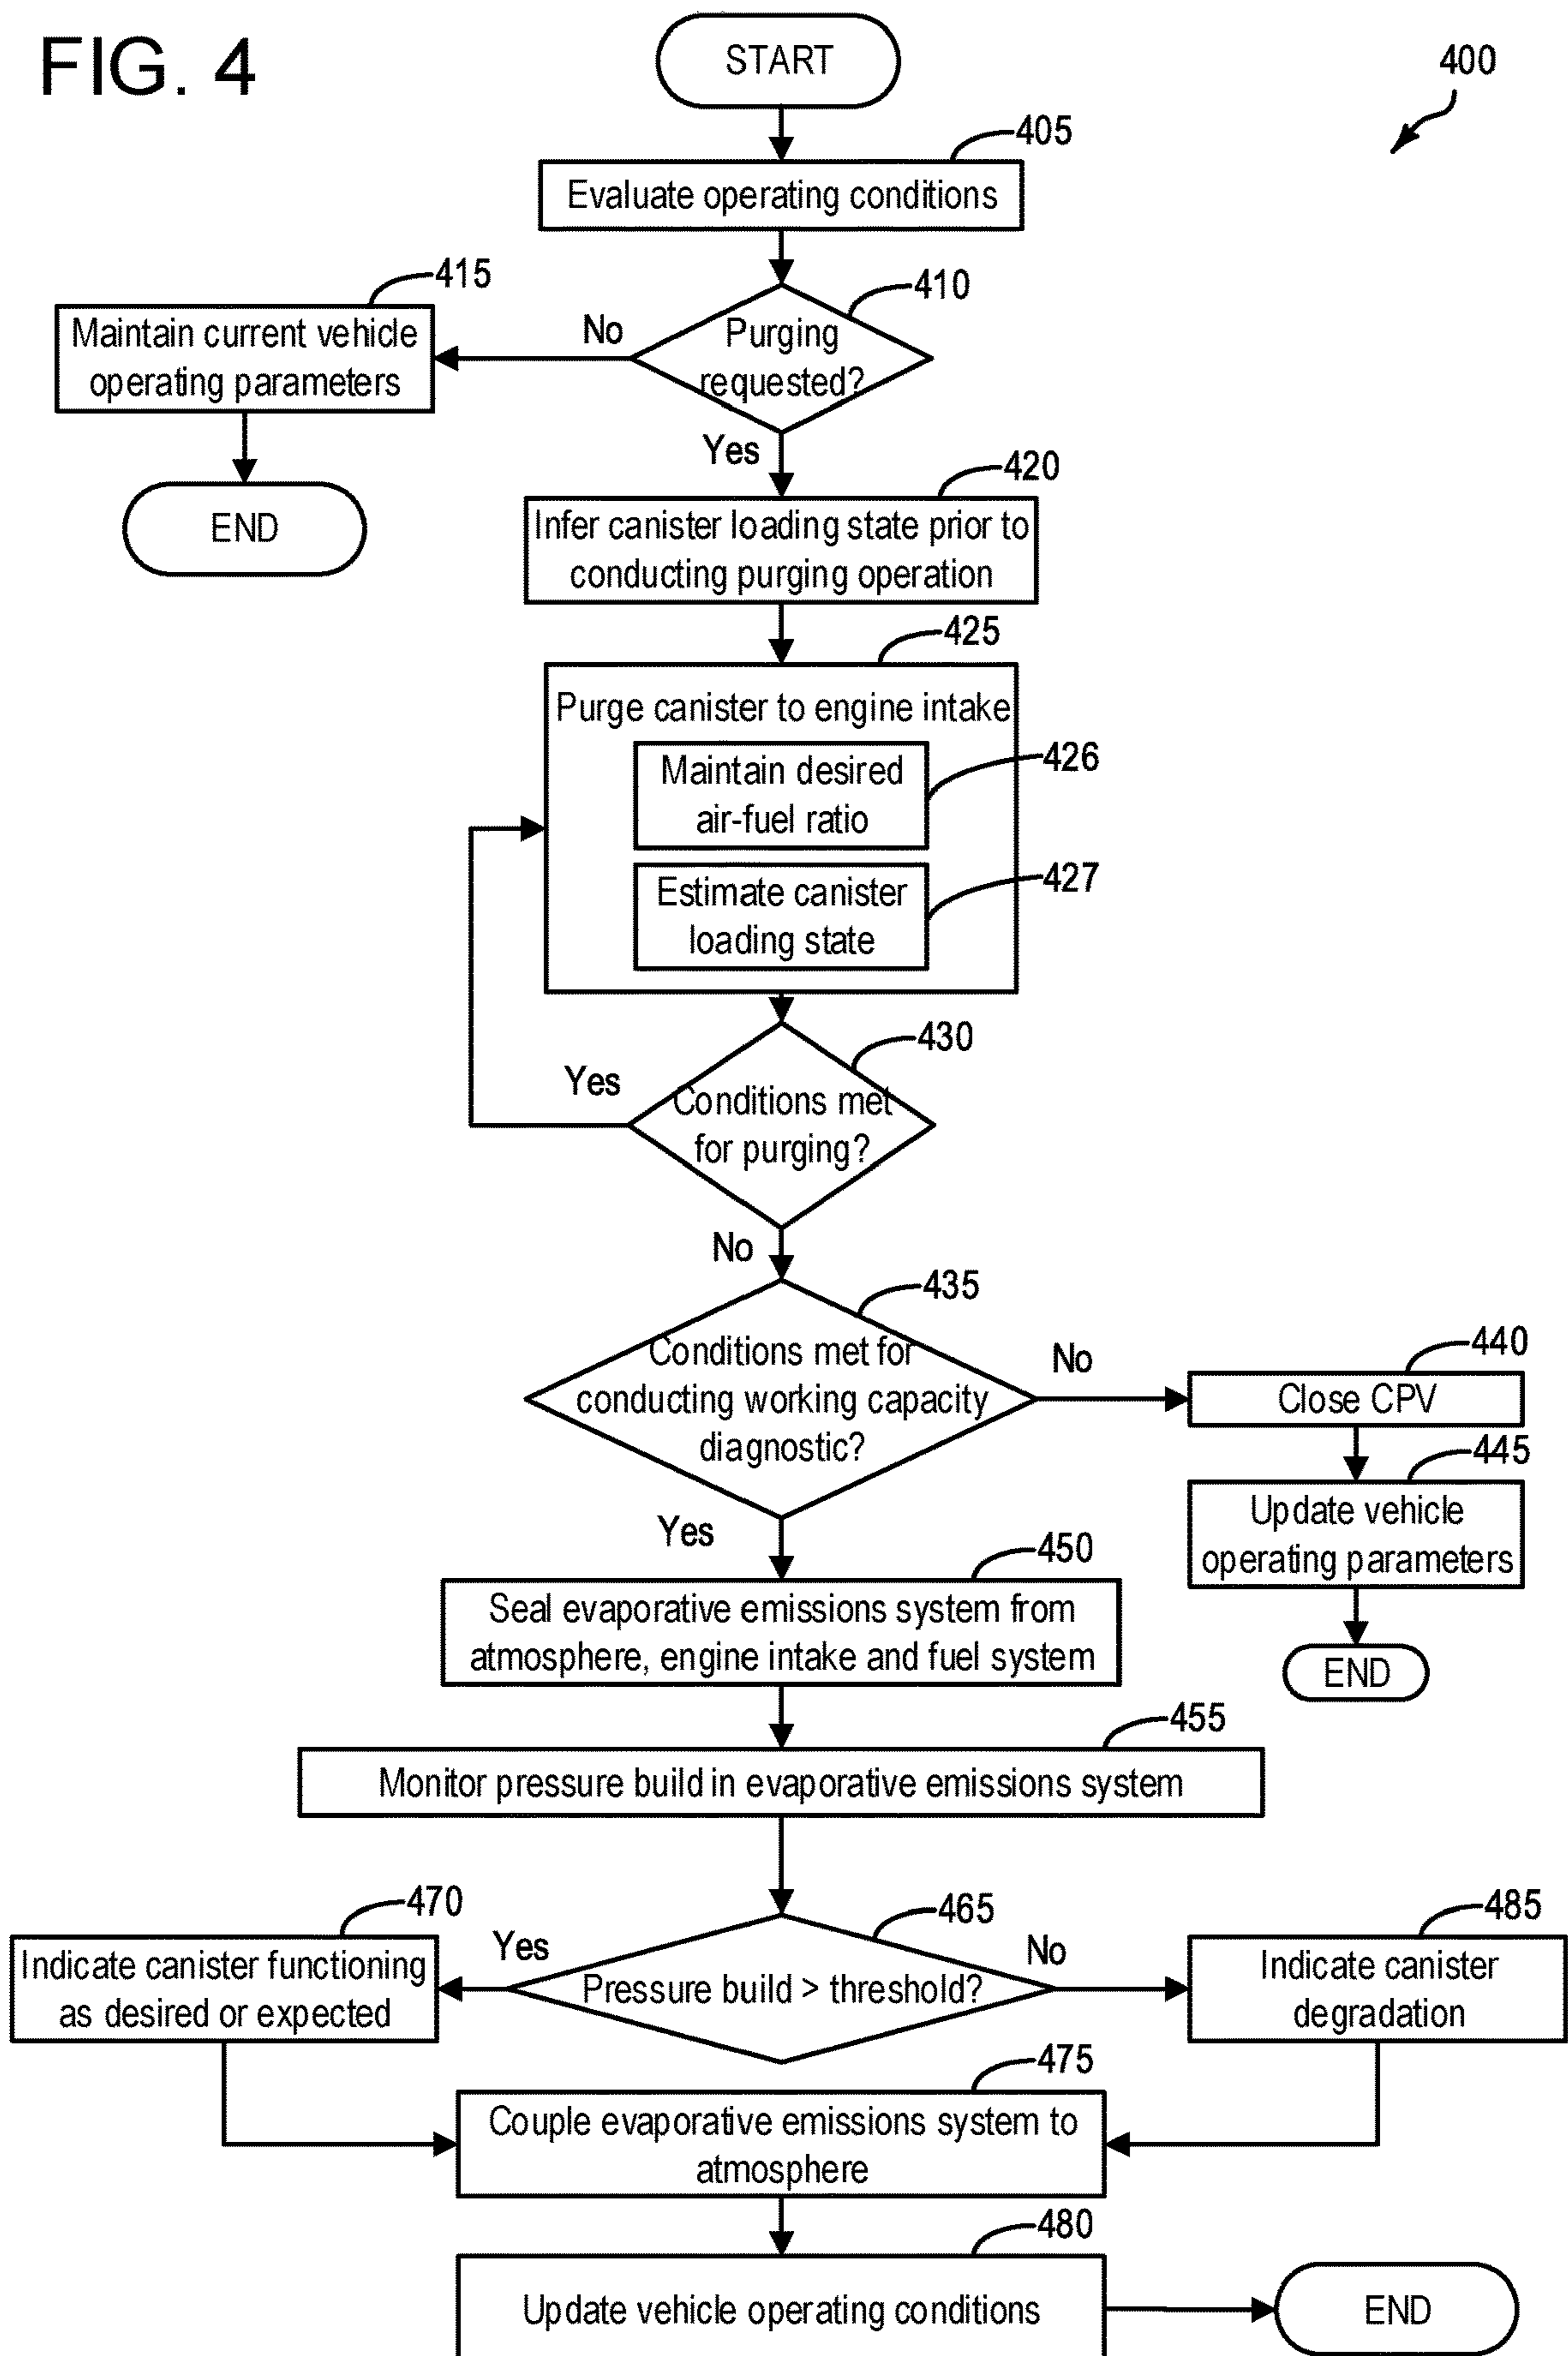 FIG. 4
START
400
405
Evaluate operating conditions
415
410
Maintain current vehicle
operating parameters
No
Purging
requested?
Yes
END
420
Infer canister loading state prior to
conducting purging operation
425
Purge canister to engine intake
426
Maintain desired
air-fuel ratio
427
Estimate canister
loading state
430
Yes
Conditions met
for purging?
No
435
Conditions met for
conducting working capacity
diagnostic?
No
440
Close CPV
445
Update vehicle
operating parameters
END
Yes
450
Seal evaporative emissions system from
atmosphere, engine intake and fuel system
455
Monitor pressure build in evaporative emissions system
470
465
485
Indicate canister functioning
as desired or expected
Yes
Pressure build > threshold?
No
Indicate canister
degradation
475
Couple evaporative emissions system to
atmosphere
480
Update vehicle operating conditions
END